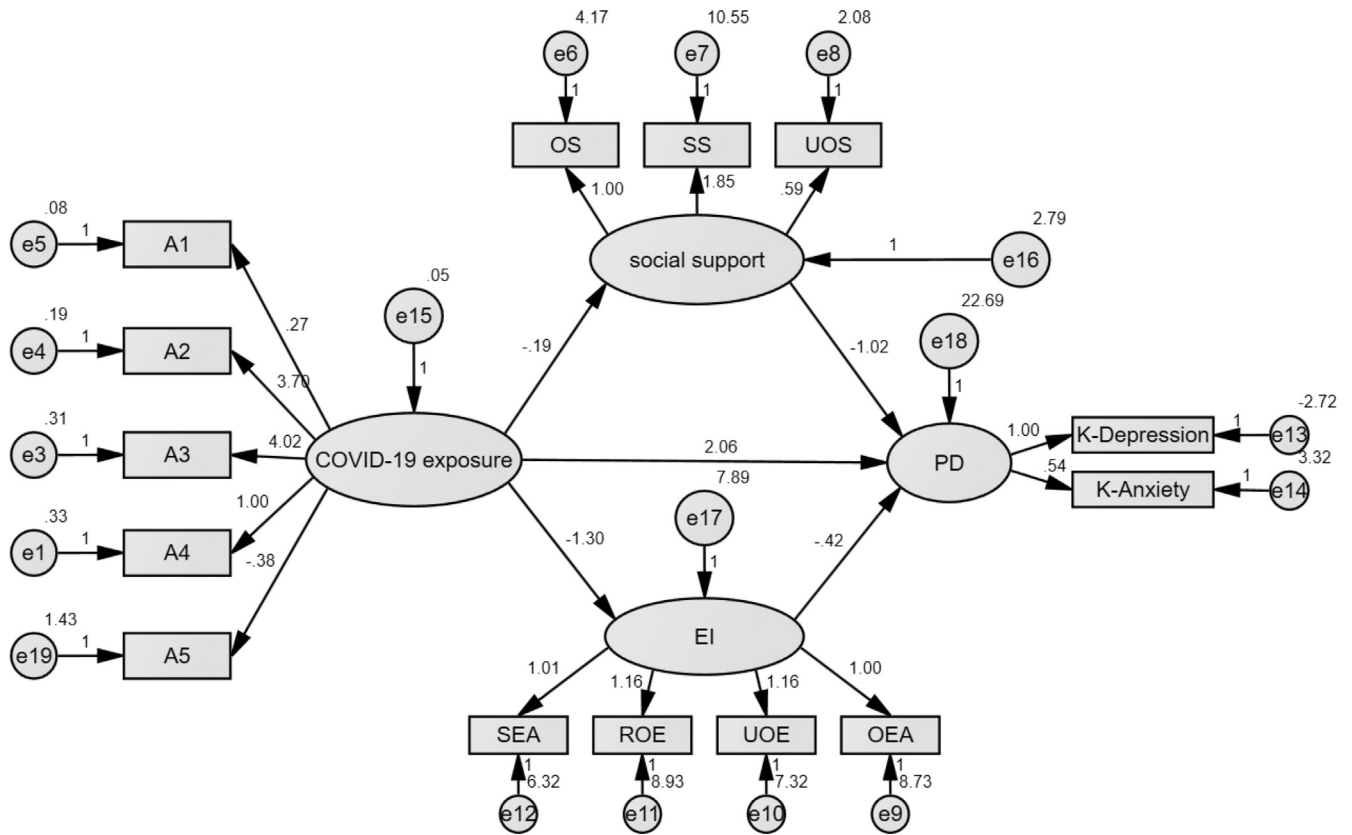 4.17 10.55 2.08
e6 e7 e8
1 1 1
OS SS UOS
1.00 1.85 .59
.08
e5 1 A1
2.79
social support 1 e16
.05
e15
.27
22.69
e18
.19
e4 1 A2
3.70
1
-.19
-1.02
1
.31
e3 1 A3
4.02
COVID-19 exposure
2.06
PD
1.00 K-Depression 1 e13
-2.72
.54 K-Anxiety 1 e14
3.32
7.89
e17
1
1.00
.33
e1 1 A4
-.38
-1.30
-.42
1.43
e19 1 A5
EI
1.01 1.16 1.16 1.00
SEA ROE UOE OEA
1 1 1 1
6.32 8.93 7.32 8.73
e12 e11 e10 e9